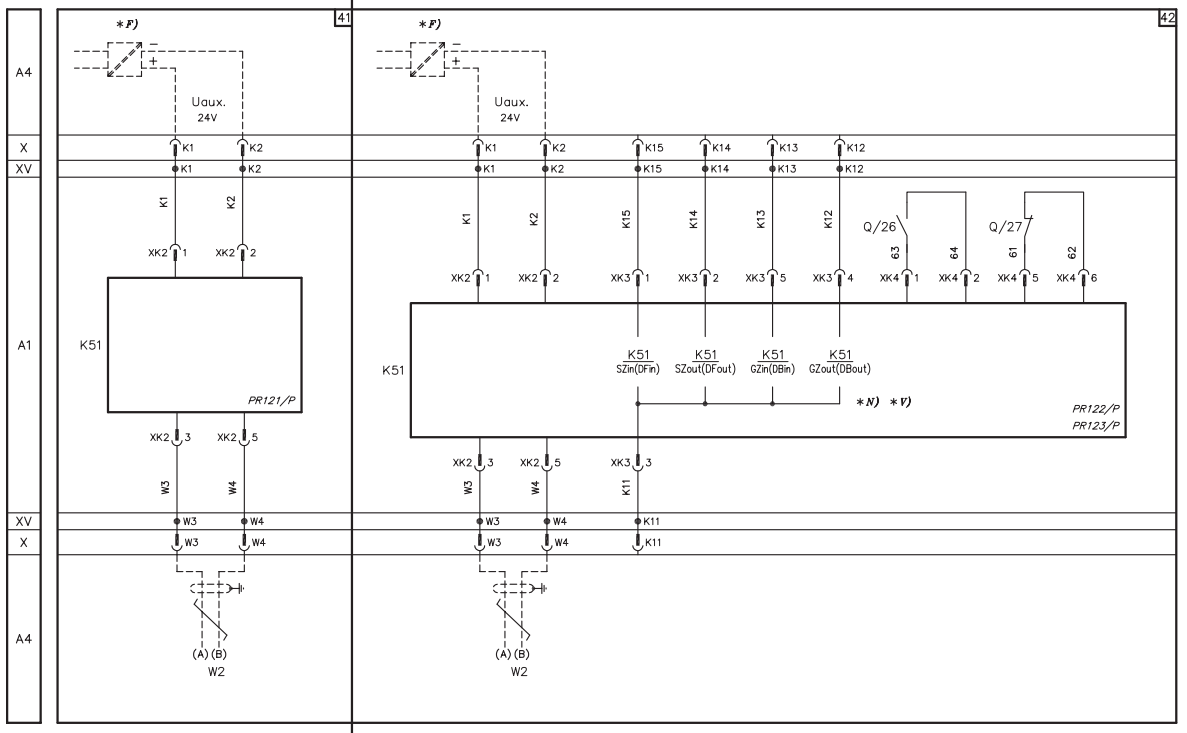 *F) 41 *F) 42
− −
A4 + +
Uaux. Uaux.
24V 24V
X K1 K2 K1 K2 K15 K14 K13 K12
XV K1 K2 K1 K2 K15 K14 K13 K12
K1 K2 K1 K2 K15 K14 K13 K12 Q/26 Q/27
63 64 61 62
XK2 1 XK2 2
XK2 1 XK2 2 XK3 1 XK3 2 XK3 5 XK3 4 XK4 1 XK4 2 XK4 5 XK4 6
A1 K51 K51
K51 K51 K51 K51
SZin(DFin) SZout(DFout) GZin(DBin) GZout(DBout)
PR121/P
*N) *V)
PR122/P
PR123/P
XK2 3 XK2 5
XK2 3 XK2 5 XK3 3
W3 W4 W3 W4 K11
XV W3 W4 W3 W4 K11
X W3 W4 W3 W4 K11
A4
(A) (B) (A) (B)
W2 W2